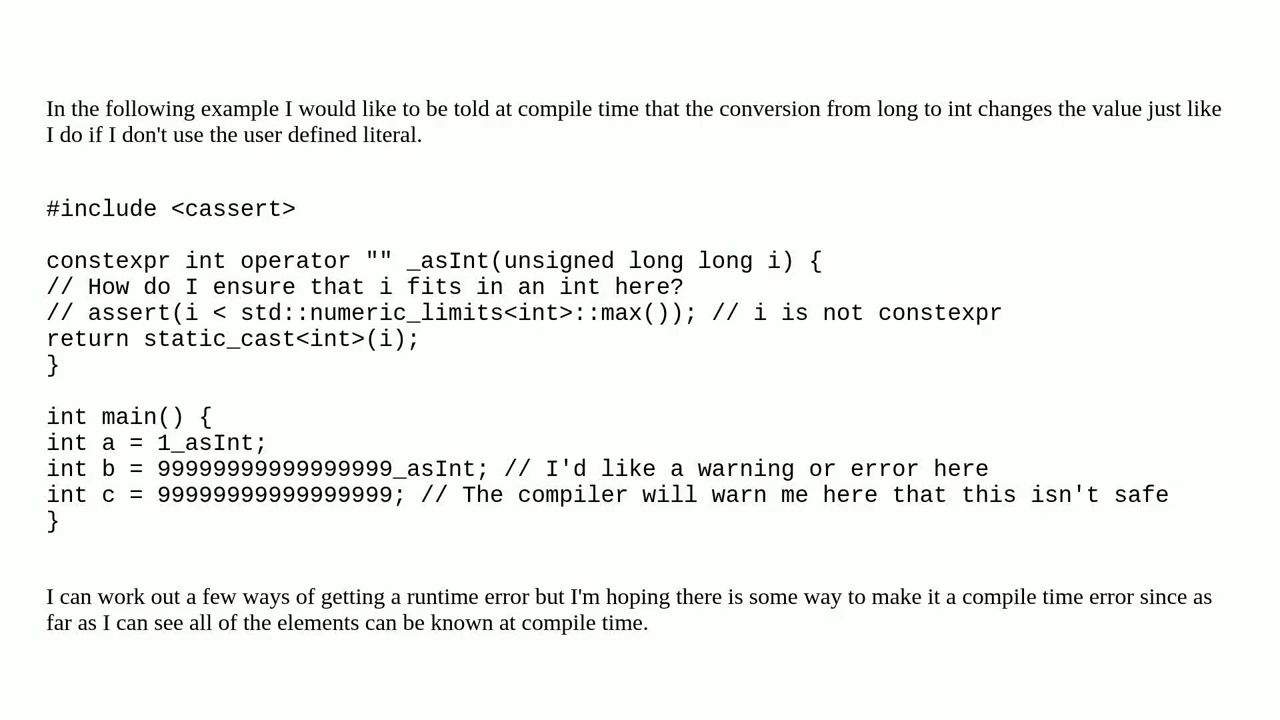 In the following example I would like to be told at compile time that the conversion from long to int changes the value just like
I do if I don't use the user defined literal.
#include <cassert>
constexpr int operator "" _asInt(unsigned long long i) {
// How do I ensure that i fits in an int here?
// assert(i < std::numeric_limits<int>::max()); // i is not constexpr
return static_cast<int>(i);
}
int main() {
int a = 1_asInt;
int b = 99999999999999999_asInt; // I'd like a warning or error here
int c = 99999999999999999; // The compiler will warn me here that this isn't safe
}
I can work out a few ways of getting a runtime error but I'm hoping there is some way to make it a compile time error since as
far as I can see all of the elements can be known at compile time.